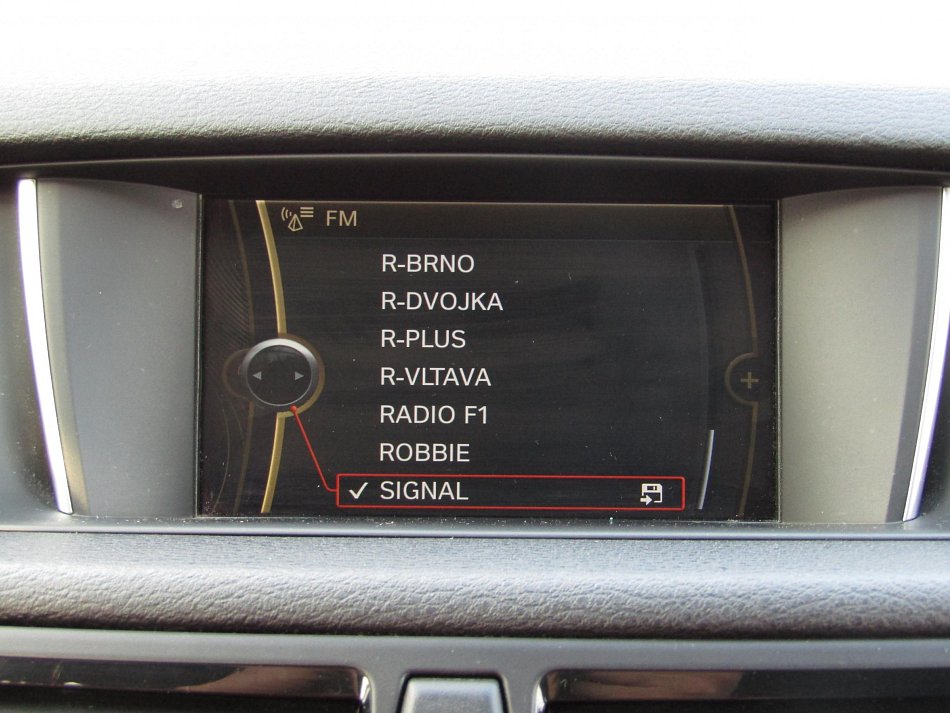 FM
R-BRNO
R-DVOJKA
R-PLUS
R-VLTAVA
RADIO F1
ROBBIE
SIGNAL